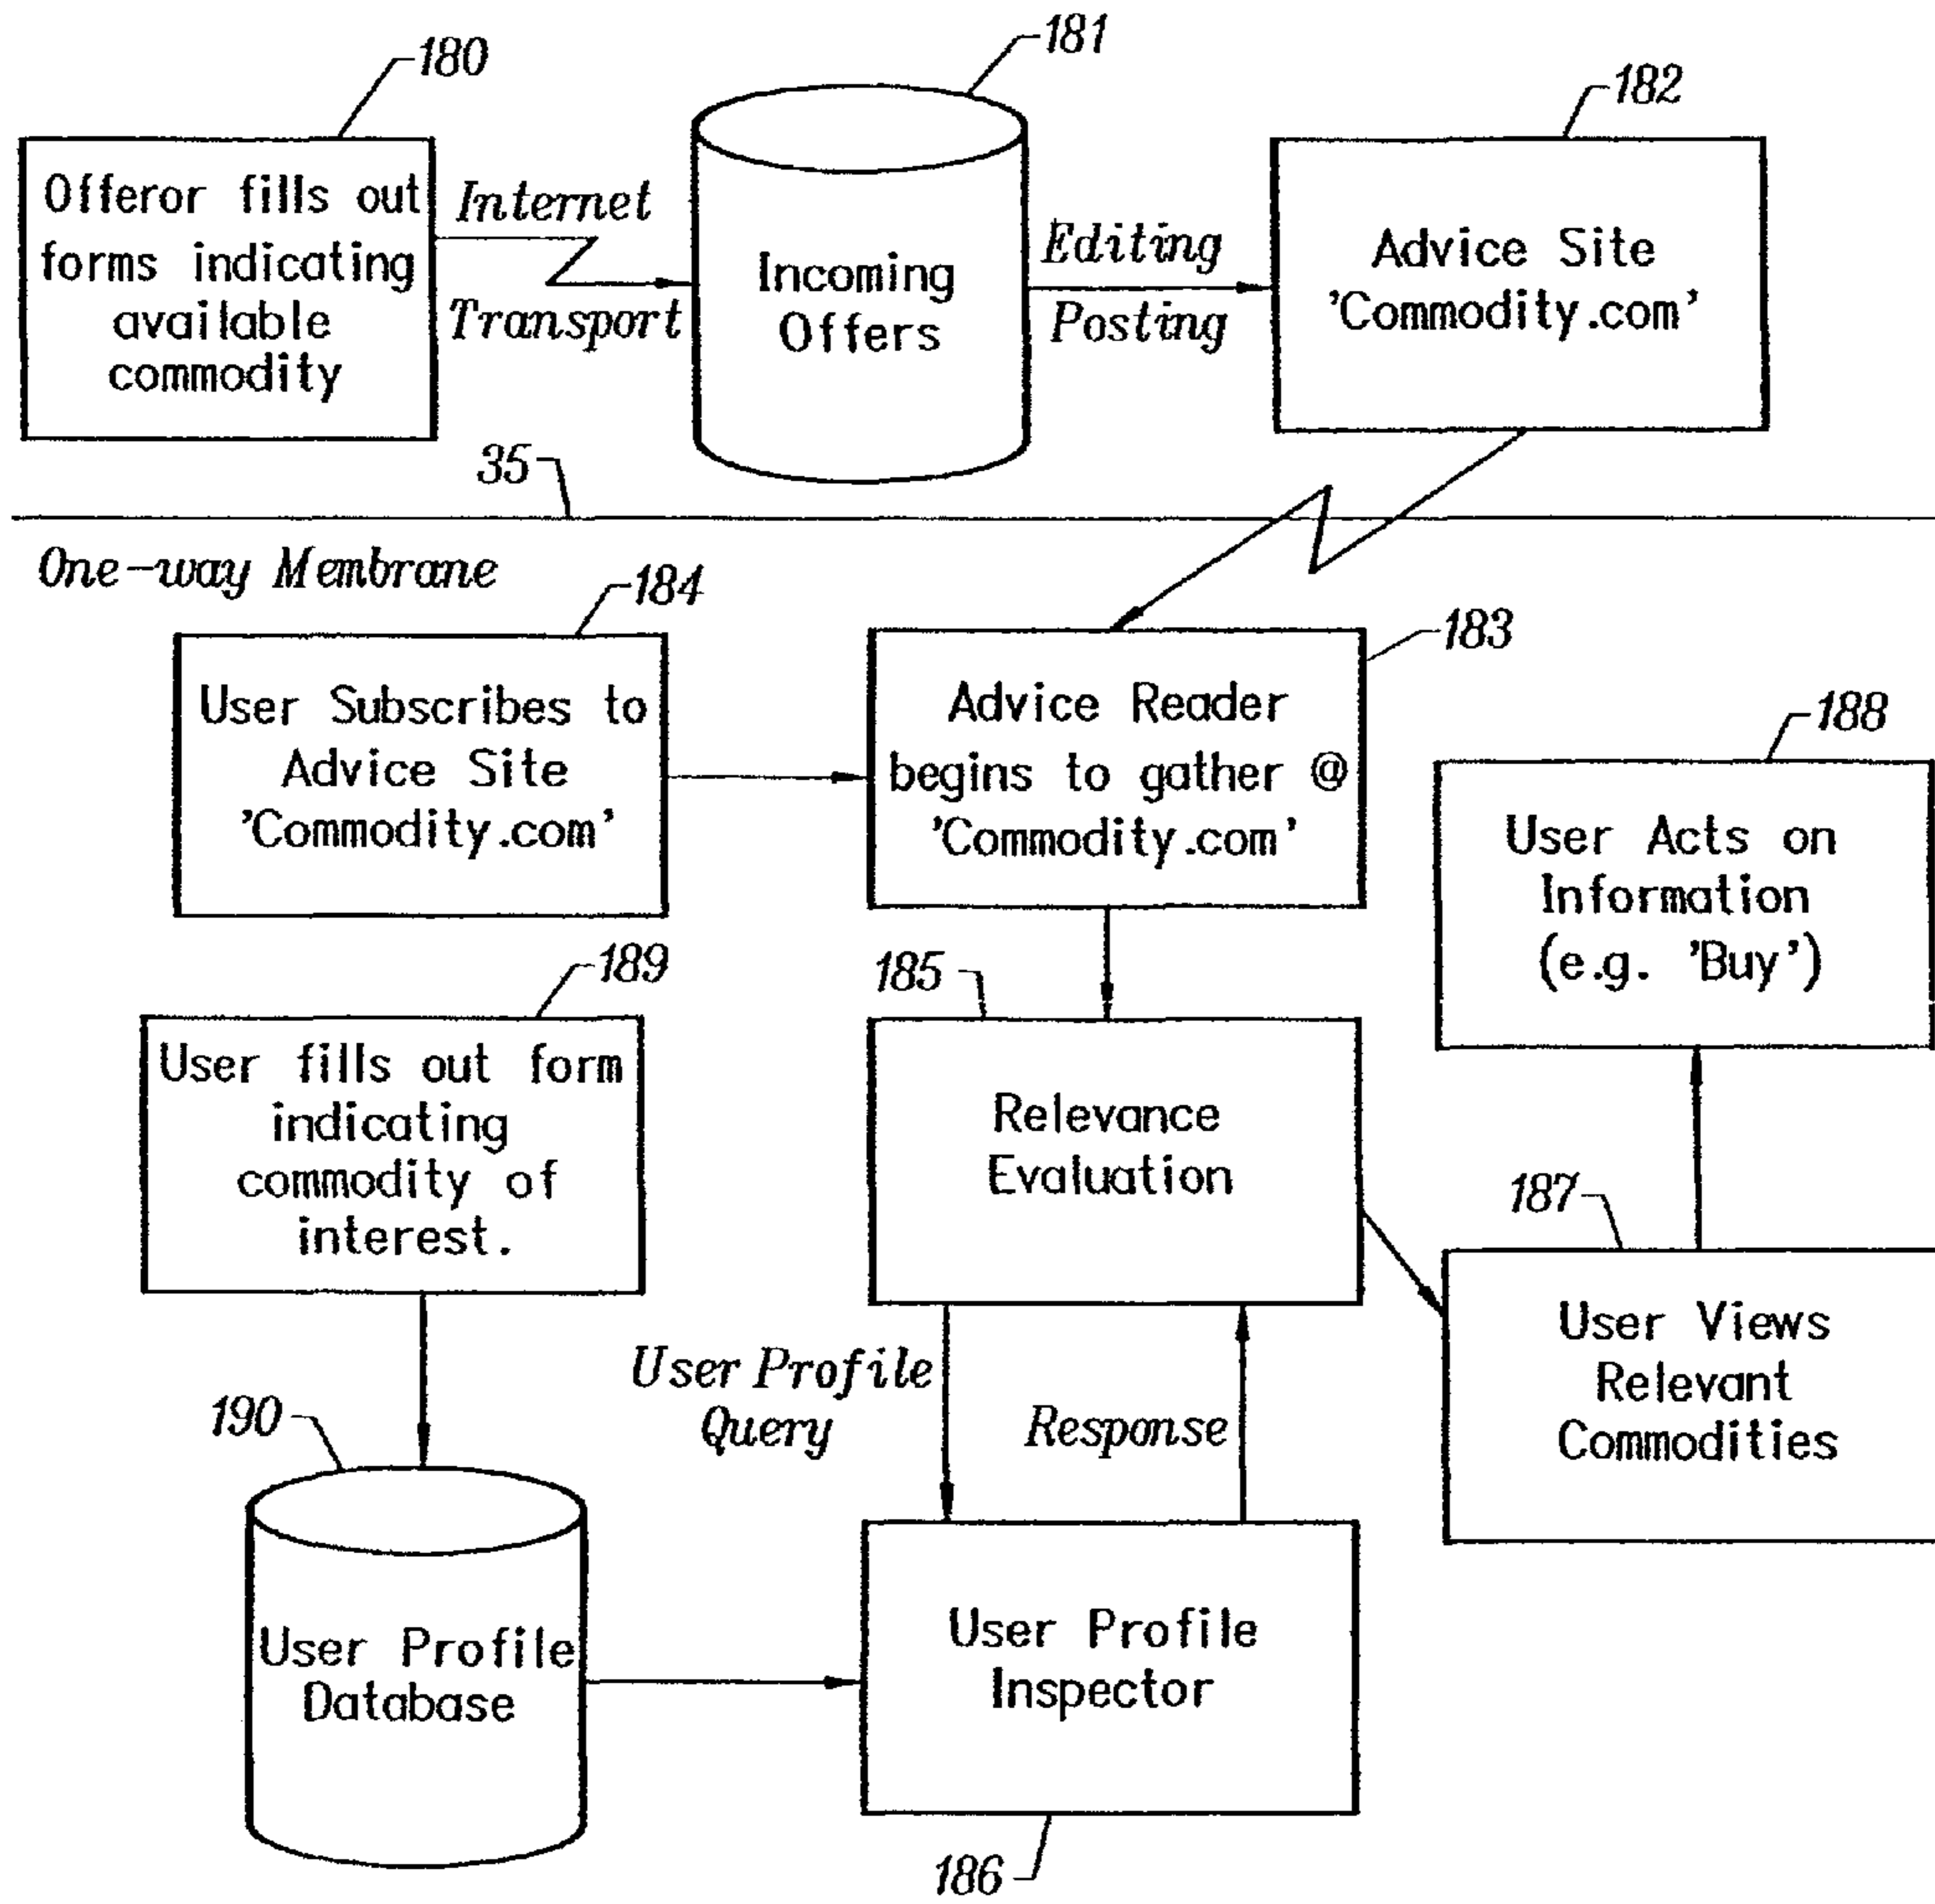 180
181
182
Offeror fills out
forms indicating
available
commodity
Internet
Transport
Incoming
Offers
Editing
Posting
Advice Site
'Commodity.com'
35
One-way Membrane
184
183
User Subscribes to
Advice Site
'Commodity.com'
Advice Reader
begins to gather @
'Commodity.com'
188
User Acts on
Information
(e.g. 'Buy')
189
185
User fills out form
indicating
commodity of
interest.
Relevance
Evaluation
187
User Views
Relevant
Commodities
190
User Profile
Query
Response
User Profile
Database
User Profile
Inspector
186